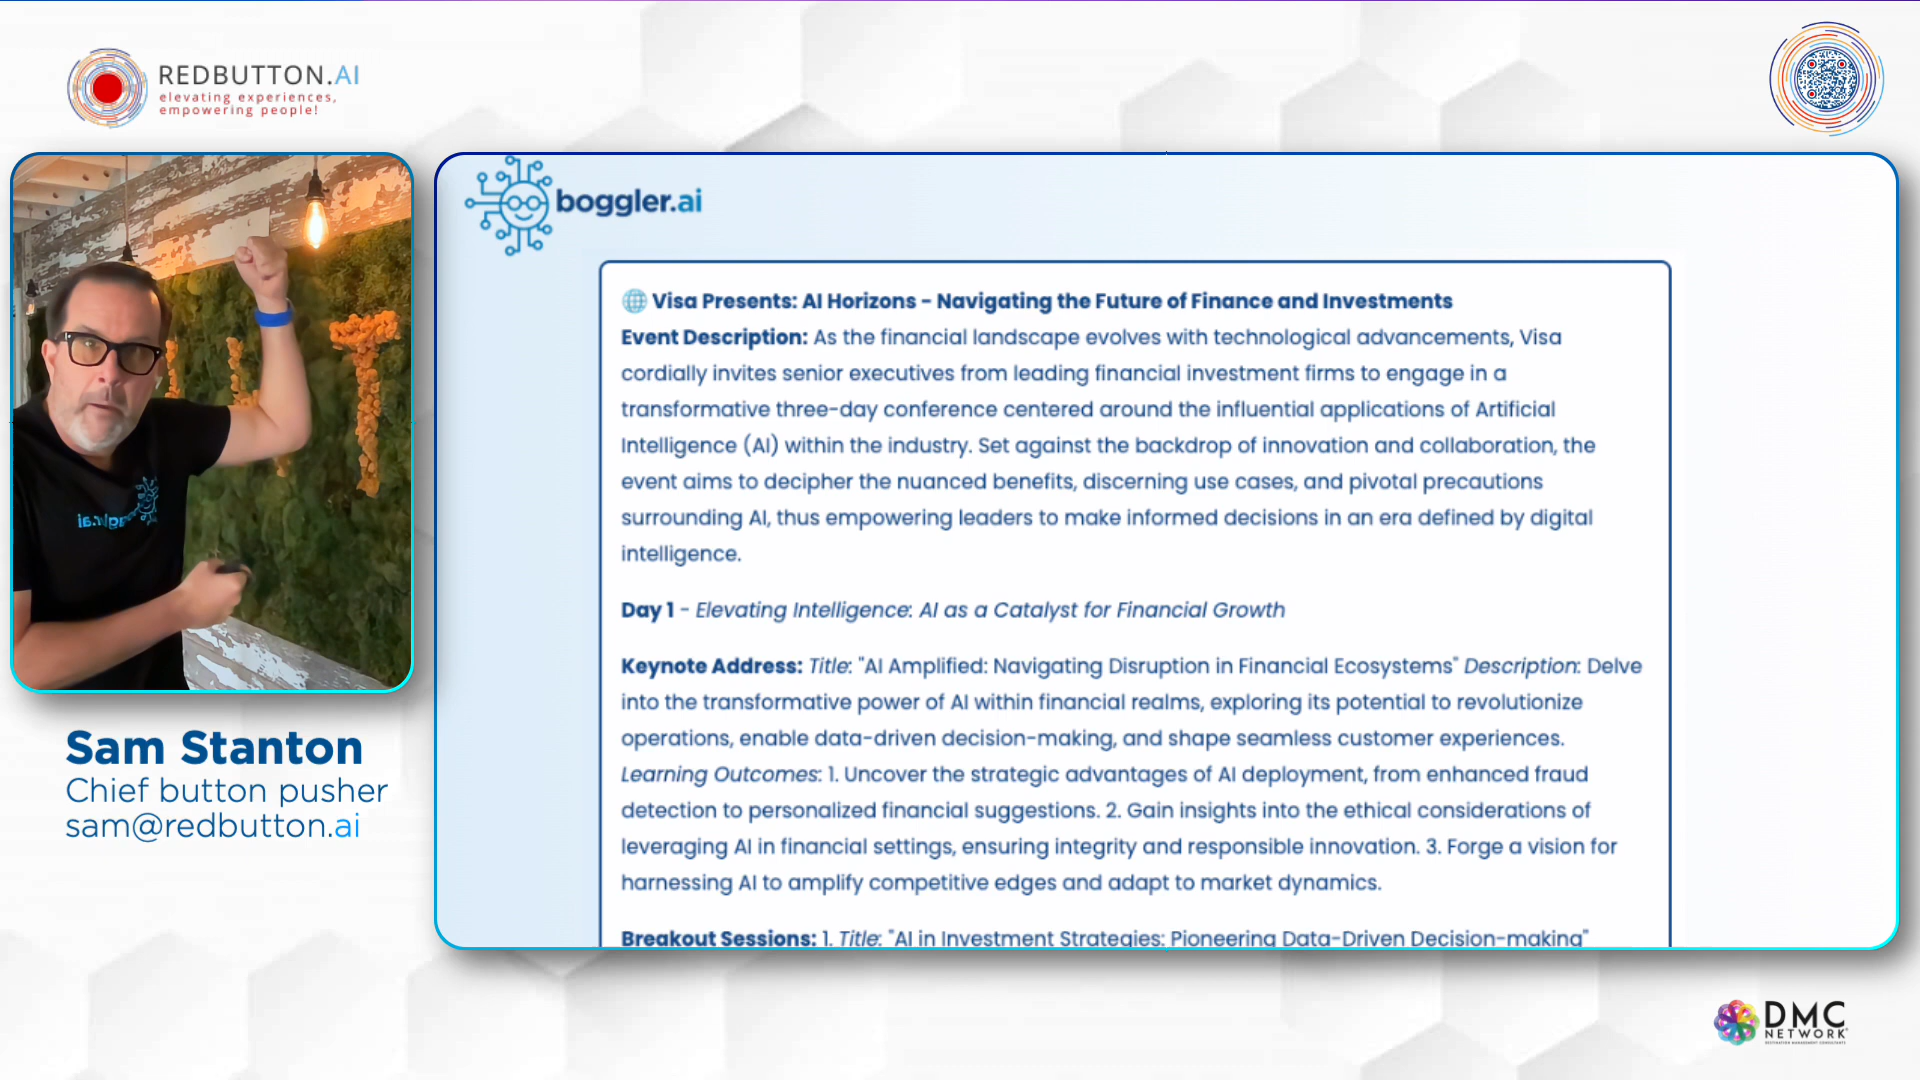 REDBUTTON.AI
elevating experiences,
empowering people!
boggler.ai
Visa Presents: AI Horizons - Navigating the Future of Finance and Investments
Event Description: As the financial landscape evolves with technological advancements, Visa
cordially invites senior executives from leading financial investment firms to engage in a
transformative three-day conference centered around the influential applications of Artificial
Intelligence (AI) within the industry. Set against the backdrop of innovation and collaboration, the
event aims to decipher the nuanced benefits, discerning use cases, and pivotal precautions
surrounding AI, thus empowering leaders to make informed decisions in an era defined by digital
intelligence.
Day 1 - Elevating Intelligence: AI as a Catalyst for Financial Growth
Keynote Address: Title: "AI Amplified: Navigating Disruption in Financial Ecosystems" Description: Delve
into the transformative power of AI within financial realms, exploring its potential to revolutionize
operations, enable data-driven decision-making, and shape seamless customer experiences.
Learning Outcomes: 1. Uncover the strategic advantages of AI deployment, from enhanced fraud
detection to personalized financial suggestions. 2. Gain insights into the ethical considerations of
leveraging AI in financial settings, ensuring integrity and responsible innovation. 3. Forge a vision for
harnessing AI to amplify competitive edges and adapt to market dynamics.
Breakout Sessions: 1. Title: "AI in Investment Strategies: Pioneering Data-Driven Decision-making"
Sam Stanton
Chief button pusher
sam@redbutton.ai
DMC
NETWORK